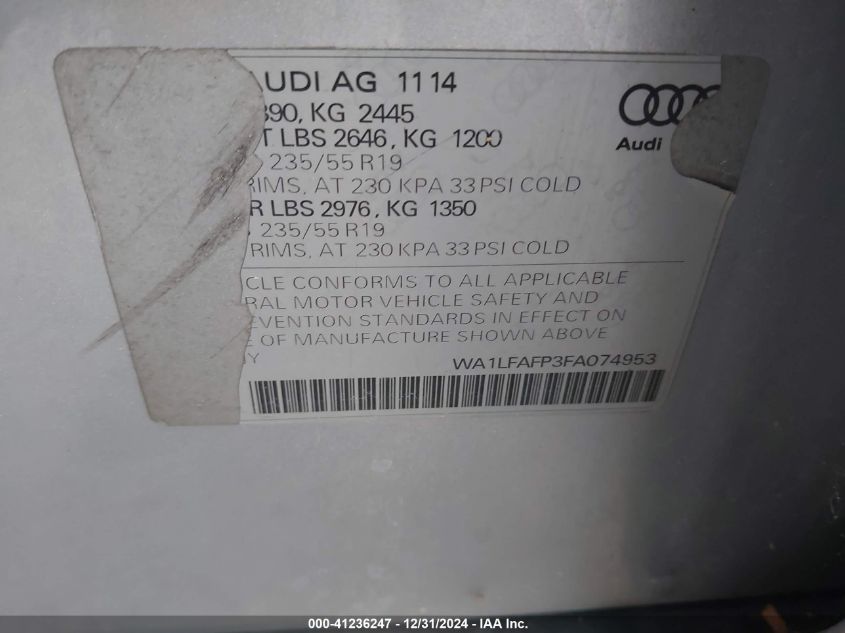 UDI AG 1114
Audi
390, KG 2445
T LBS 2646, KG 1200
235/55 R19
RIMS, AT 230 KPA 33 PSI COLD
R LBS 2976, KG 1350
235/55 R19
RIMS, AT 230 KPA 33 PSI COLD
CLE CONFORMS TO ALL APPLICABLE
RAL MOTOR VEHICLE SAFETY AND
EVENTION STANDARDS IN EFFECT ON
E OF MANUFACTURE SHOWN ABOVE
Y
WA1LFAFP3FA074953
000-41236247 - 12/31/2024 - IAA Inc.